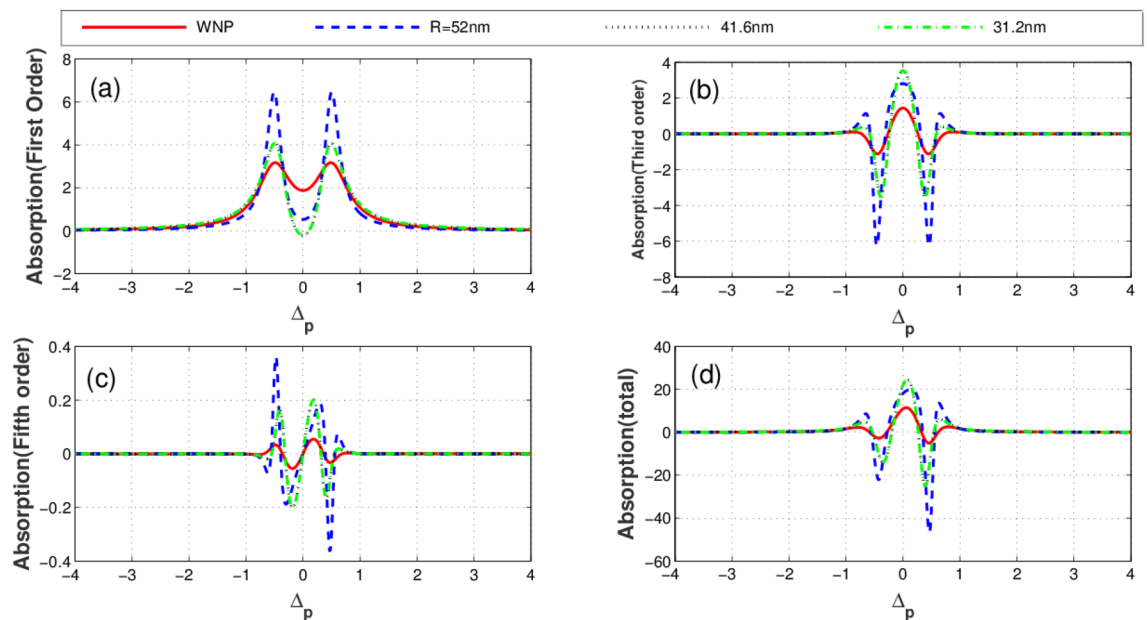 WNP R=52nm 41.6nm 31.2nm
(a)
Absorption(First Order)
8
6
4
2
0
−2
−4 −3 −2 −1 0 1 2 3 4
Δp
(b)
Absorption(Third order)
4
2
0
−2
−4
−6
−8
−4 −3 −2 −1 0 1 2 3 4
Δp
(c)
Absorption(Fifth order)
0.4
0.2
0
−0.2
−0.4
−4 −3 −2 −1 0 1 2 3 4
Δp
(d)
Absorption(total)
40
20
0
−20
−40
−60
−4 −3 −2 −1 0 1 2 3 4
Δp